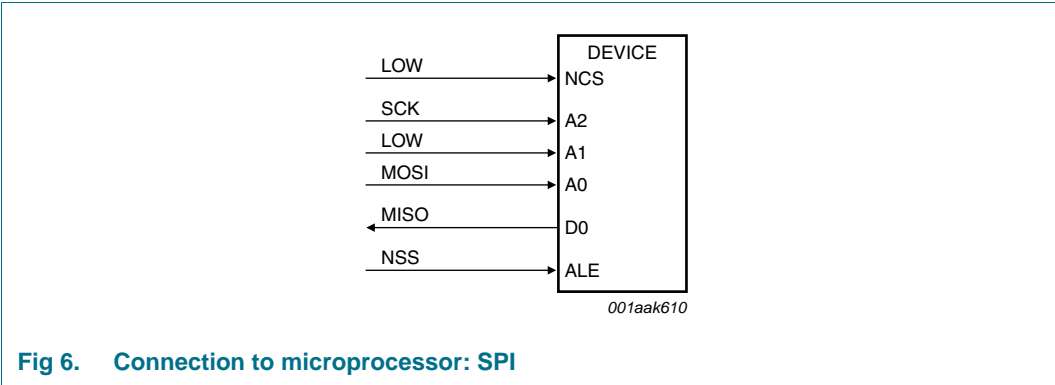 DEVICE
LOW
NCS
SCK
A2
LOW
A1
MOSI
A0
MISO
D0
NSS
ALE
001aak610
Fig 6. Connection to microprocessor: SPI